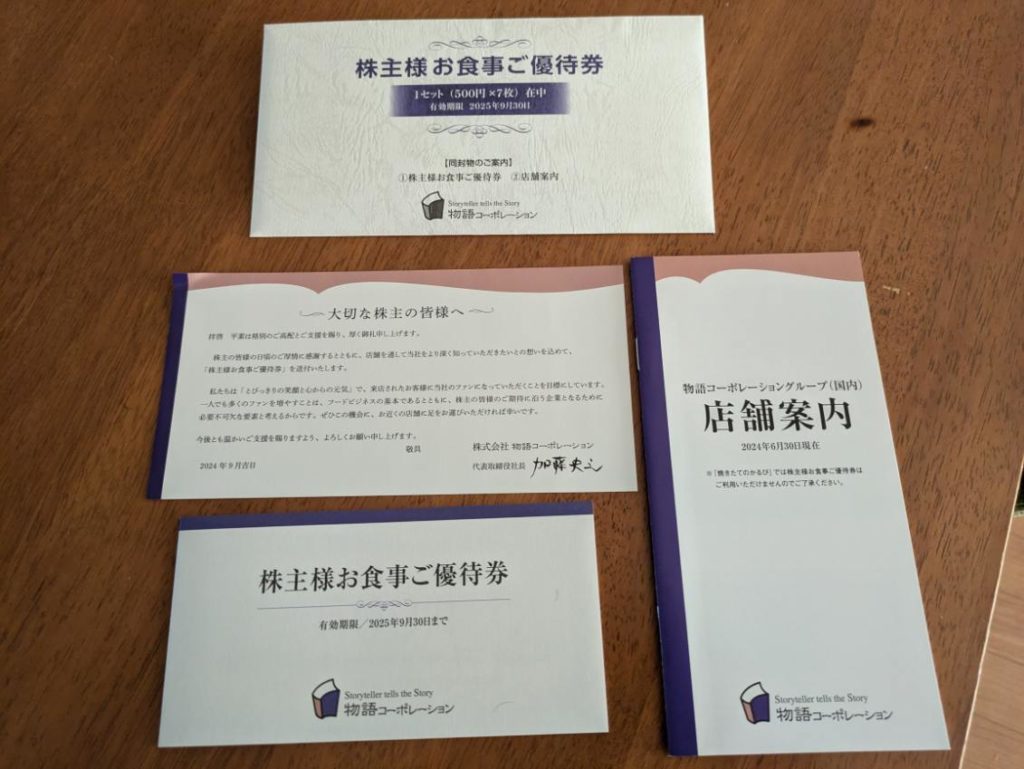 株主様お食事ご優待券
1セット（500円×7枚）在中
有効期限 2025年9月30日
【同封物のご案内】
①株主様お食事ご優待券 ②店舗案内
Storyteller tells the Story
物語コーポレーション
大切な株主の皆様へ
拝啓 平素は格別のご高配とご支援を賜り、厚く御礼申し上げます。
株主の皆様の日頃のご厚情に感謝するとともに、店舗を通して当社をより深く知っていただきたいとの想いを込めて、
「株主様お食事ご優待券」を送付いたします。
私たちは「とびっきりの笑顔と心からの元気」で、来店されたお客様に当社のファンになっていただくことを目標にしています。
一人でも多くのファンを増やすことは、フードビジネスの基本であるとともに、株主の皆様のご期待に沿う企業となるために
必要不可欠な要素と考えるからです。ぜひこの機会に、お近くの店舗に足をお運びいただければ幸いです。
今後とも温かいご支援を賜りますよう、よろしくお願い申し上げます。
敬具
2024年9月吉日
株式会社 物語コーポレーション
代表取締役社長 加藤央之
株主様お食事ご優待券
有効期限／2025年9月30日まで
Storyteller tells the Story
物語コーポレーション
物語コーポレーショングループ（国内）
店舗案内
2024年6月30日現在
※「焼きたてのかるび」では株主様お食事ご優待券は
ご利用いただけませんのでご了承ください。
Storyteller tells the Story
物語コーポレーション